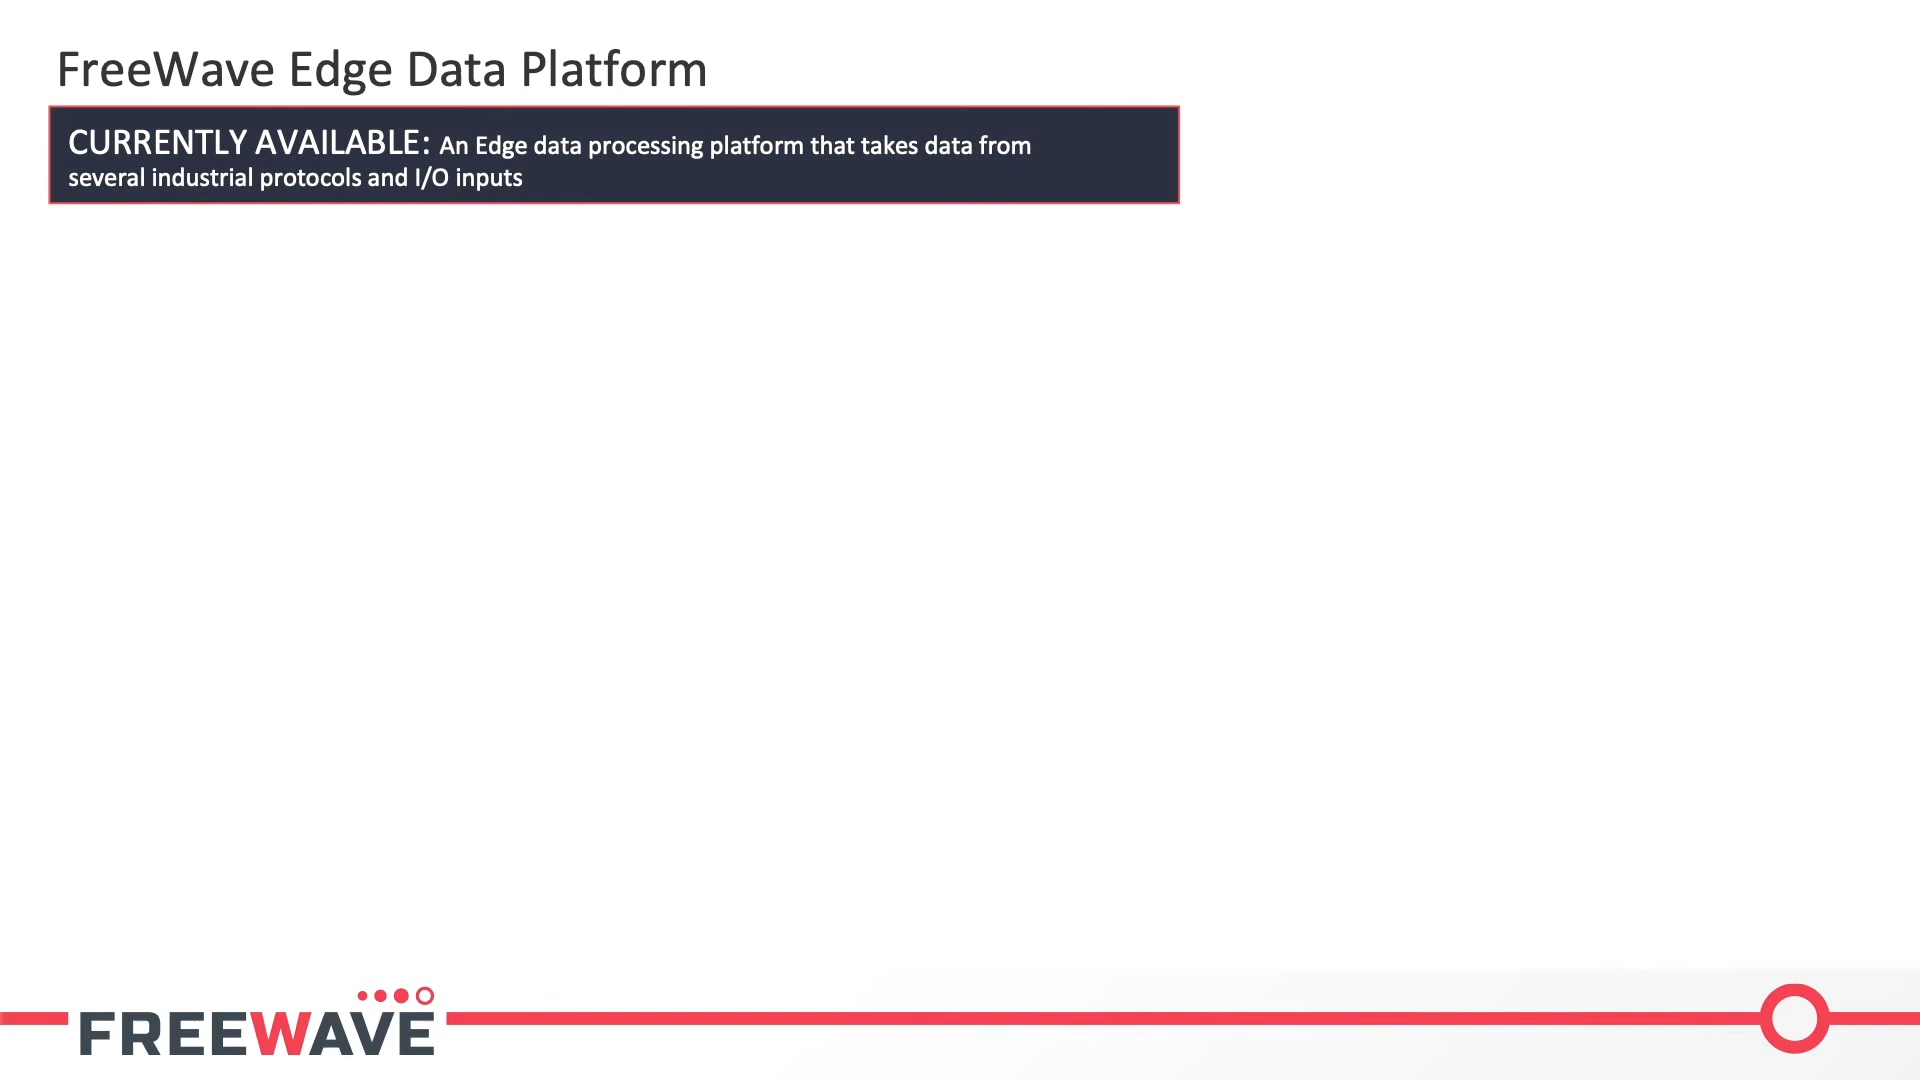 FreeWave Edge Data Platform
CURRENTLY AVAILABLE: An Edge data processing platform that takes data from
several industrial protocols and I/O inputs
FREEWAVE